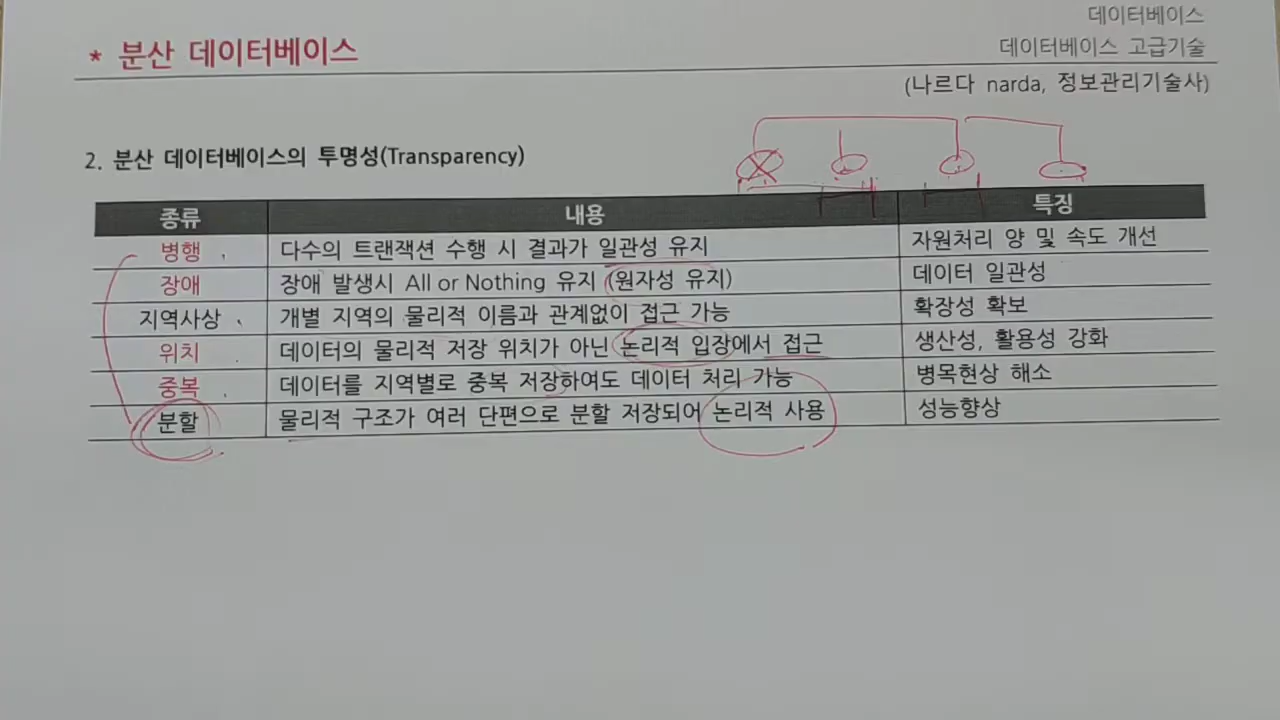 데이터베이스
* 분산 데이터베이스
데이터베이스 고급기술
(나르다 narda, 정보관리기술사)
2. 분산 데이터베이스의 투명성(Transparency)
종류 내용 특징
병행 다수의 트랜잭션 수행 시 결과가 일관성 유지 자원처리 양 및 속도 개선
장애 장애 발생시 All or Nothing 유지 (원자성 유지) 데이터 일관성
지역사상 개별 지역의 물리적 이름과 관계없이 접근 가능 확장성 확보
위치 데이터의 물리적 저장 위치가 아닌 논리적 입장에서 접근 생산성, 활용성 강화
중복 데이터를 지역별로 중복 저장하여도 데이터 처리 가능 병목현상 해소
분할 물리적 구조가 여러 단편으로 분할 저장되어 논리적 사용 성능향상